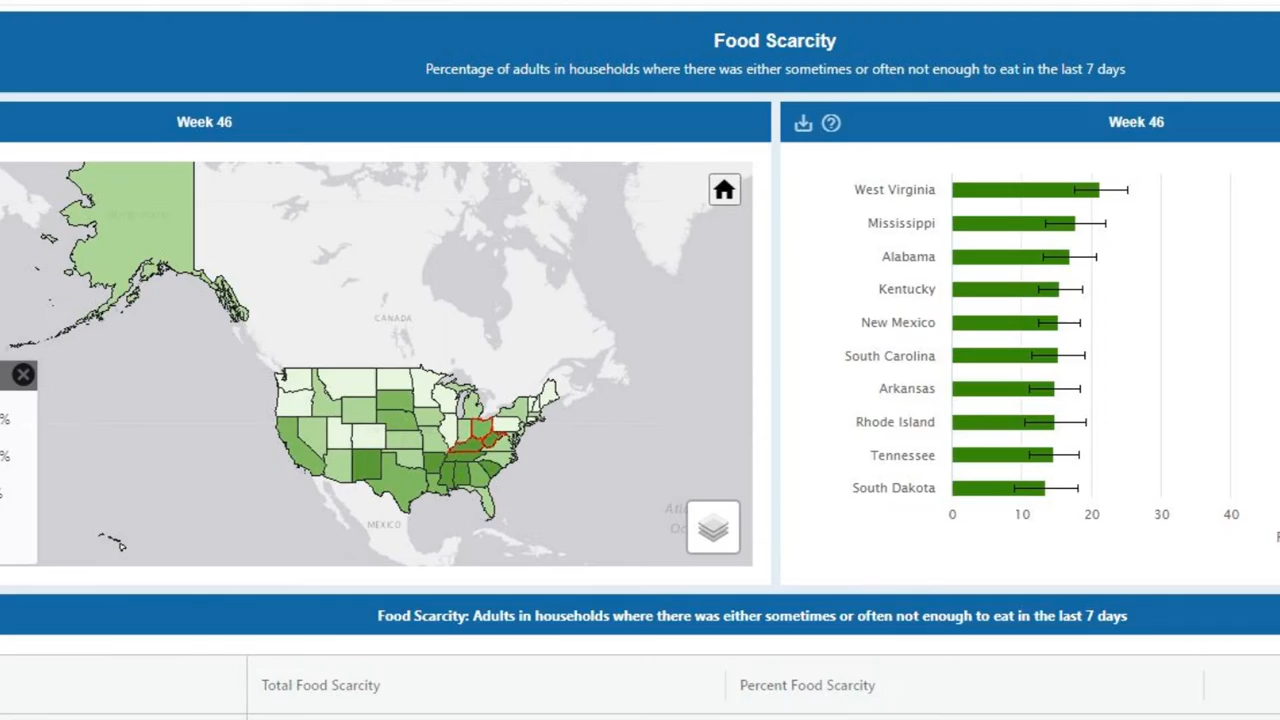 Food Scarcity
Percentage of adults in households where there was either sometimes or often not enough to eat in the last 7 days
Week 46
Week 46
CANADA
MEXICO
%
%
West Virginia
Mississippi
Alabama
Kentucky
New Mexico
South Carolina
Arkansas
Rhode Island
Tennessee
South Dakota
0 10 20 30 40
Food Scarcity: Adults in households where there was either sometimes or often not enough to eat in the last 7 days
Total Food Scarcity
Percent Food Scarcity